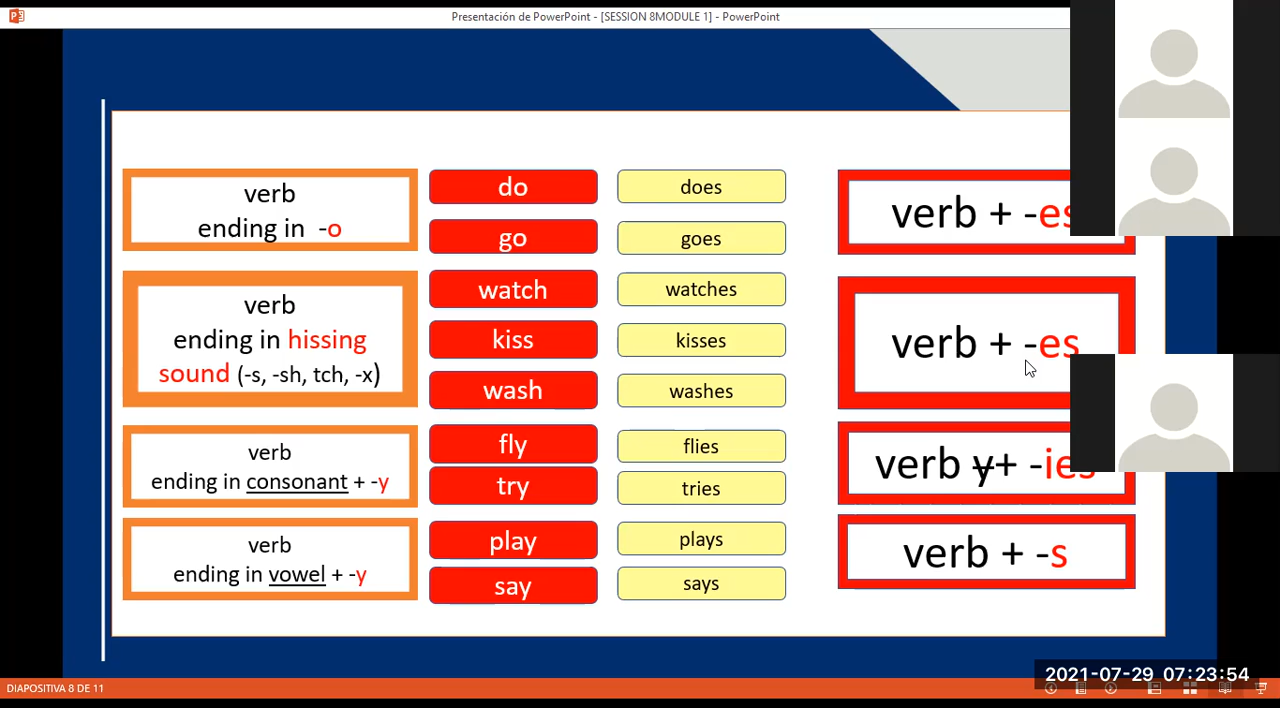 Presentación de PowerPoint - [SESSION 8MODULE 1] - PowerPoint
verb
ending in -o
do
does
go
goes
verb + -es
verb
ending in hissing
sound (-s, -sh, tch, -x)
watch
watches
kiss
kisses
wash
washes
verb + -es
verb
ending in consonant + -y
fly
flies
try
tries
verb y+ -ies
verb
ending in vowel + -y
play
plays
say
says
verb + -s
2021-07-29 07:23:54
DIAPOSITIVA 8 DE 11